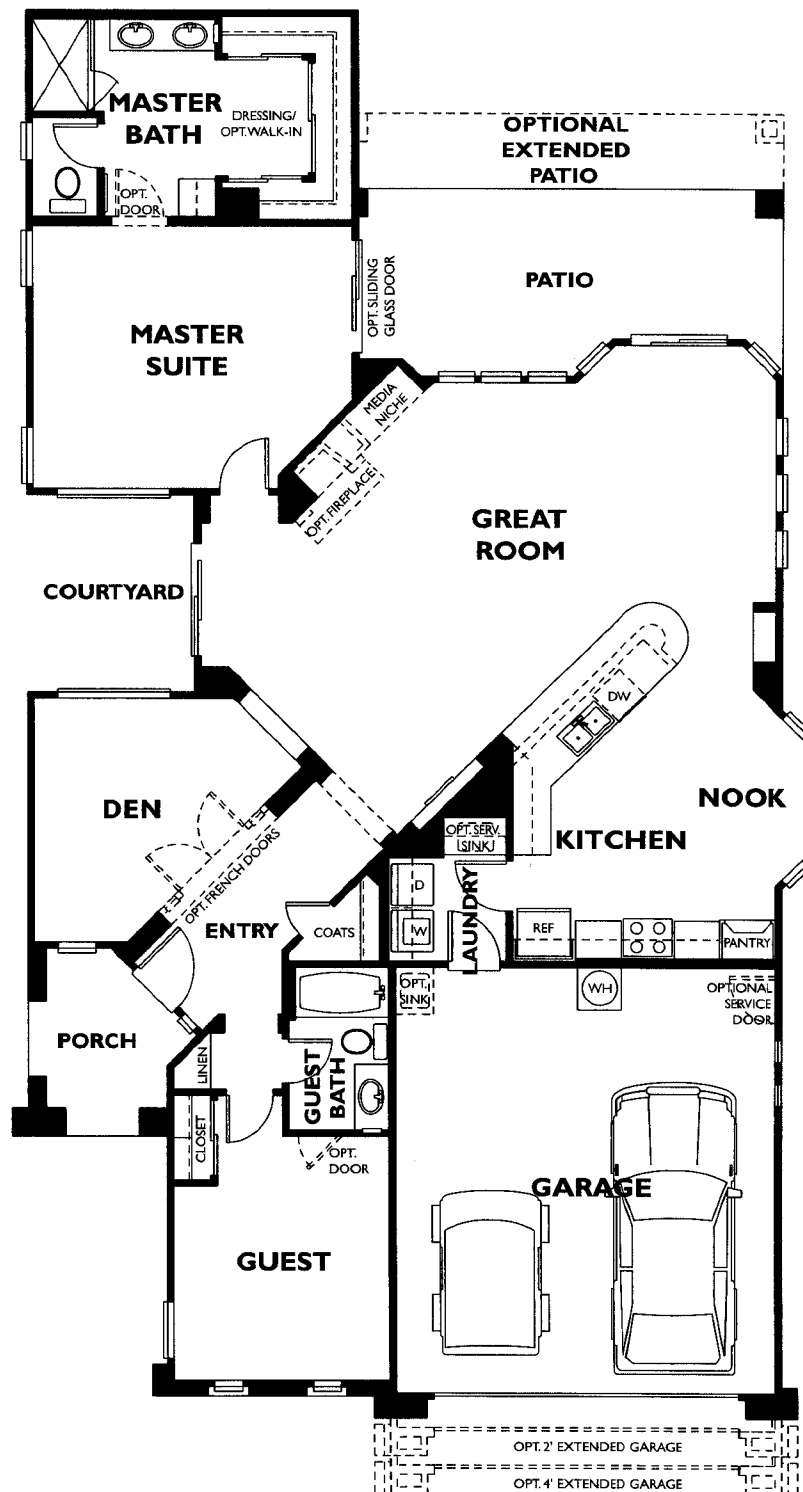 MASTER
BATH
DRESSING/
OPT.WALK-IN
OPT.
DOOR
OPTIONAL
EXTENDED
PATIO
PATIO
OPT. SLIDING
GLASS DOOR
MASTER
SUITE
MEDIA
NICHE
OPT. FIREPLACE
GREAT
ROOM
COURTYARD
DW
DEN
OPT. FRENCH DOORS
NOOK
KITCHEN
OPT. SERV.
SINK
D
W
LAUNDRY
REF
PANTRY
ENTRY
COATS
OPT.
SINK
WH
OPTIONAL
SERVICE
DOOR
PORCH
LINEN
GUEST
BATH
CLOSET
OPT.
DOOR
GARAGE
GUEST
OPT. 2' EXTENDED GARAGE
OPT. 4' EXTENDED GARAGE